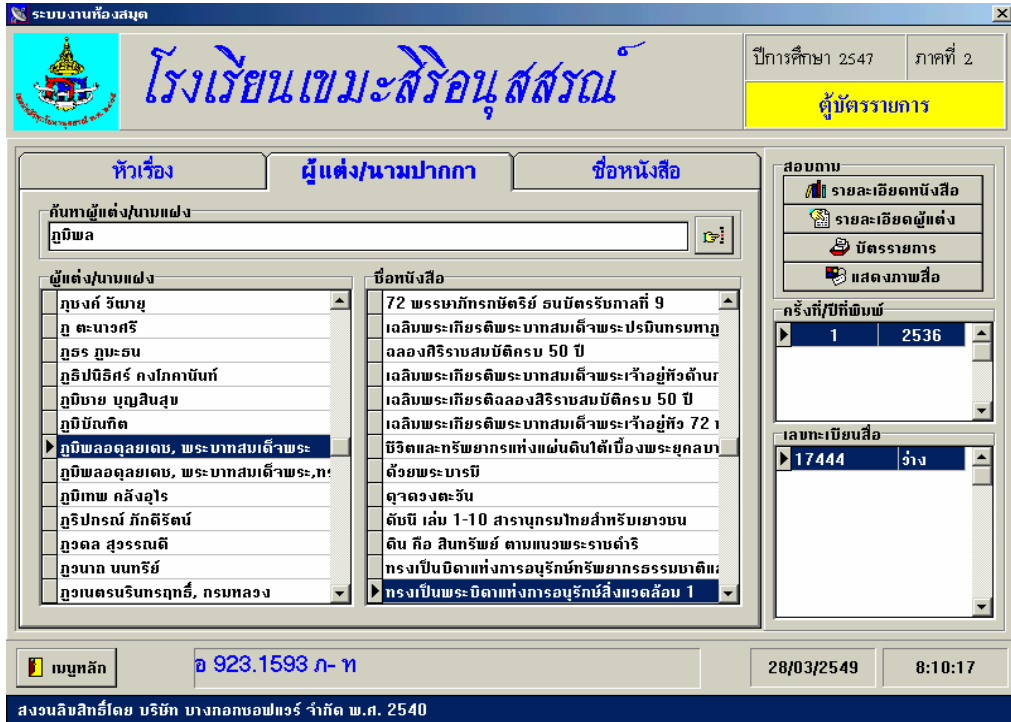 ระบบงานห้องสมุด
โรงเรียนเขมะสิริอนุสสรณ์
ปีการศึกษา 2547
ภาคที่ 2
ตู้บัตรรายการ
หัวเรื่อง
ผู้แต่ง/นามปากกา
ชื่อหนังสือ
ค้นหาผู้แต่ง/นามแฝง
ภูมิพล
ผู้แต่ง/นามแฝง
ภุชงค์ วัฒายุ
ภู ตะนาวศรี
ภูธร ภูมะธน
ภูธิปนิธิศร์ คงโภคานันท์
ภูมิชาย บุญสินสุข
ภูมิบัณฑิต
ภูมิพลอดุลยเดช, พระบาทสมเด็จพระ
ภูมิพลอดุลยเดช, พระบาทสมเด็จพระ,
ภูมิเทพ คลังอุไร
ภูริปกรณ์ ภักดีรัตน์
ภูวดล สุวรรณดี
ภูวนาถ นนทรีย์
ภูวเนตรนรินทรฤทธิ์, กรมหลวง
ชื่อหนังสือ
72 พรรษาภัทรกษัตริย์ ธนบัตรรัชกาลที่ 9
เฉลิมพระเกียรติพระบาทสมเด็จพระปรมินทรมหาภู
ฉลองศิริราชสมบัติครบ 50 ปี
เฉลิมพระเกียรติพระบาทสมเด็จพระเจ้าอยู่หัวด้าน
เฉลิมพระเกียรติฉลองสิริราชสมบัติครบ 50 ปี
เฉลิมพระเกียรติพระบาทสมเด็จพระเจ้าอยู่หัว 72
ชีวิตและทรัพยากรแห่งแผ่นดินใต้เบื้องพระยุคลบา
ด้วยพระบารมี
ดุจดวงตะวัน
ดัชนี เล่ม 1-10 สารานุกรมไทยสำหรับเยาวชน
ดิน คือ สินทรัพย์ ตามแนวพระราชดำริ
ทรงเป็นบิดาแห่งการอนุรักษ์ทรัพยากรธรรมชาติแ
ทรงเป็นพระบิดาแห่งการอนุรักษ์สิ่งแวดล้อม 1
สอบถาม
รายละเอียดหนังสือ
รายละเอียดผู้แต่ง
บัตรรายการ
แสดงภาพสื่อ
ครั้งที่/ปีที่พิมพ์
1 2536
เลขทะเบียนสื่อ
17444 ว่าง
เมนูหลัก
อ 923.1593 ภ- ท
28/03/2549
8:10:17
สงวนลิขสิทธิ์โดย บริษัท บางกอกซอฟแวร์ จำกัด พ.ศ. 2540